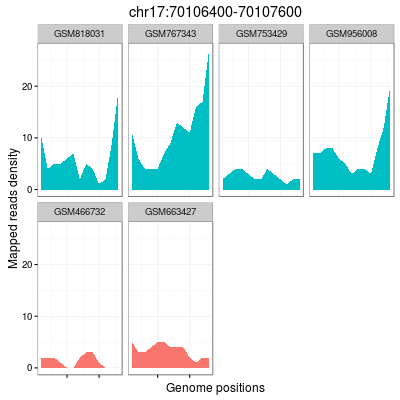 chr17:70106400-70107600
GSM818031 GSM767343 GSM753429 GSM956008
20
10
0
GSM466732 GSM663427
20
10
0
Mapped reads density
Genome positions